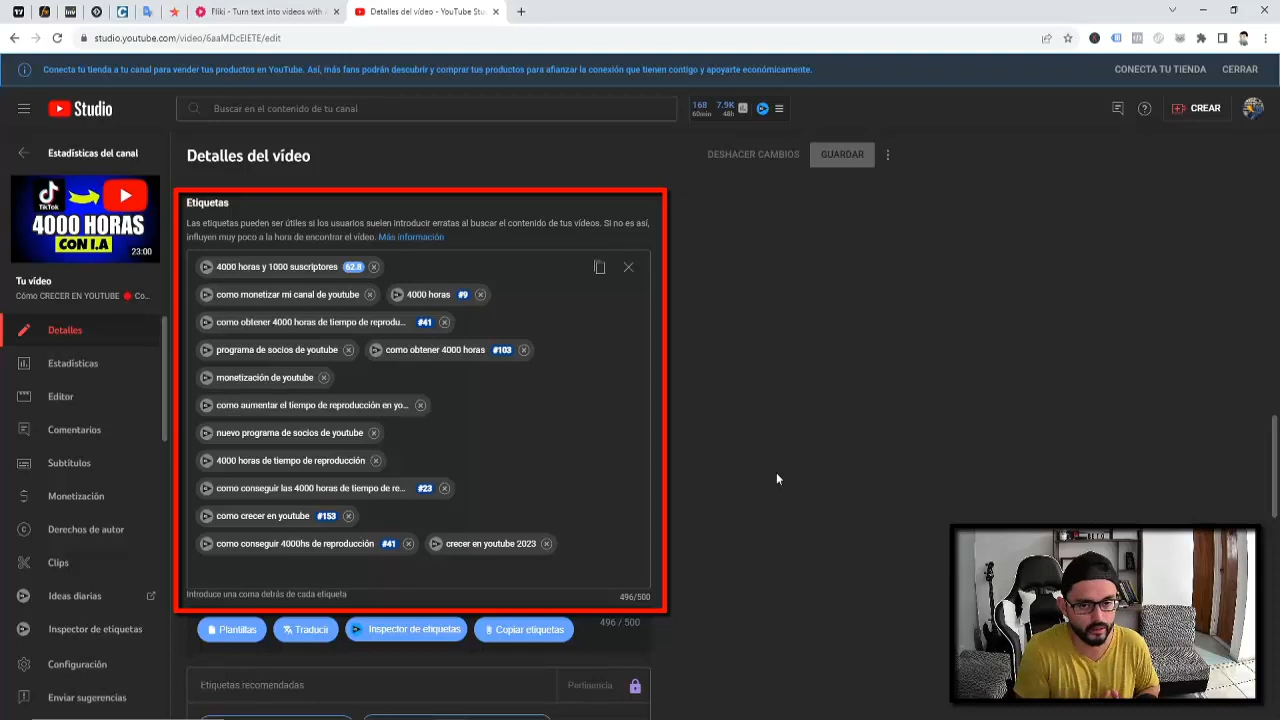 Fliki - Turn text into videos with
Detalles del vídeo - YouTube Stu
studio.youtube.com/video/6aaMDcEIETE/edit
Conecta tu tienda a tu canal para vender tus productos en YouTube. Así, más fans podrán descubrir y comprar tus productos para afianzar la conexión que tienen contigo y apoyarte económicamente.
CONECTA TU TIENDA
CERRAR
Studio
Buscar en el contenido de tu canal
168
60min
7.9K
48h
CREAR
Estadísticas del canal
Detalles del vídeo
DESHACER CAMBIOS
GUARDAR
TikTok
4000 HORAS
CON I.A
23:00
Tu vídeo
Cómo CRECER EN YOUTUBE 🔴 Co...
Detalles
Estadísticas
Editor
Comentarios
Subtítulos
Monetización
Derechos de autor
Clips
Ideas diarias
Inspector de etiquetas
Configuración
Enviar sugerencias
Etiquetas
Las etiquetas pueden ser útiles si los usuarios suelen introducir erratas al buscar el contenido de tus vídeos. Si no es así,
influyen muy poco a la hora de encontrar el vídeo. Más información
4000 horas y 1000 suscriptores 62.8
como monetizar mi canal de youtube 4000 horas #9
como obtener 4000 horas de tiempo de reprodu... #41
programa de socios de youtube como obtener 4000 horas #103
monetización de youtube
como aumentar el tiempo de reproducción en yo...
nuevo programa de socios de youtube
4000 horas de tiempo de reproducción
como conseguir las 4000 horas de tiempo de re... #23
como crecer en youtube #153
como conseguir 4000hs de reproducción #41 crecer en youtube 2023
Introduce una coma detrás de cada etiqueta
496/500
Plantillas
Traducir
Inspector de etiquetas
Copiar etiquetas
496 / 500
Etiquetas recomendadas
Pertinencia